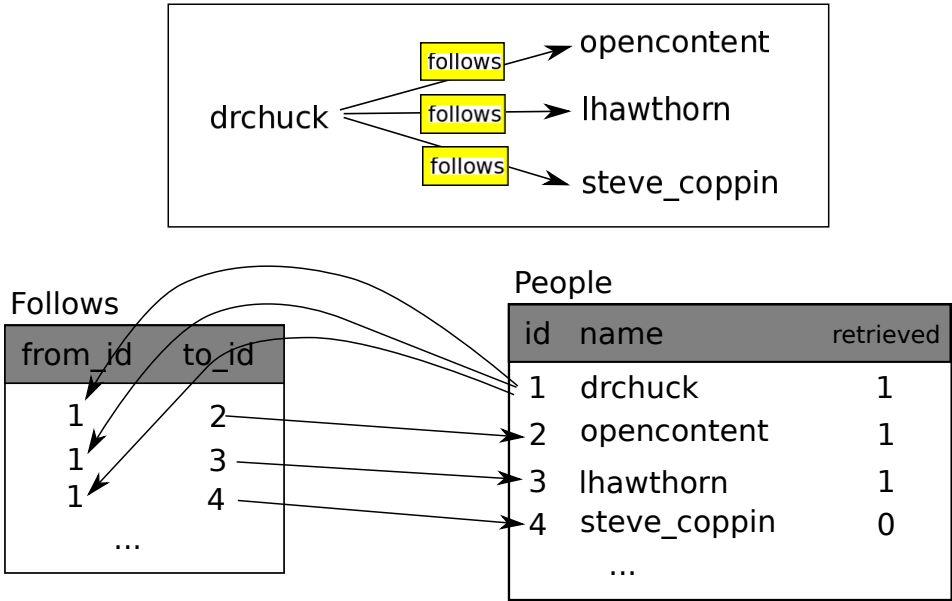 follows
opencontent
drchuck
follows
lhawthorn
follows
steve_coppin
Follows
from_id to_id
1 2
1 3
1 4
...
People
id name retrieved
1 drchuck 1
2 opencontent 1
3 lhawthorn 1
4 steve_coppin 0
...